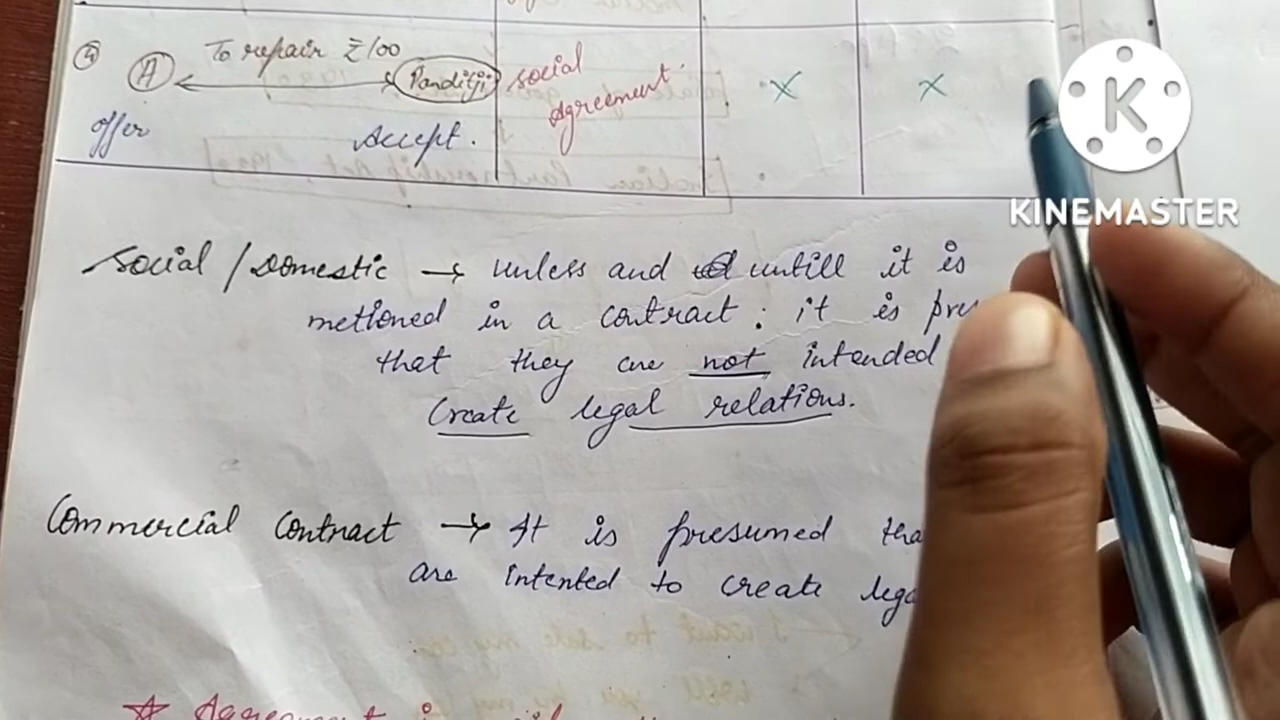 ④ A To repair ₹100 Panditji social
Agreement. X X
offer Accept.
K
KINEMASTER
Social / Domestic → unless and untill it is
metioned in a contract; it is
that they are not intended
Create legal relations.
Commercial Contract → It is presumed
are intented to create
★ Agreement